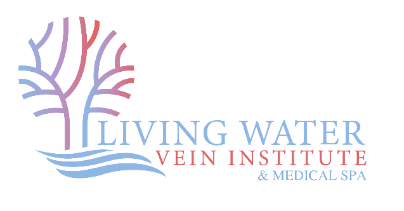 LIVING WATER
VEIN INSTITUTE
& MEDICAL SPA